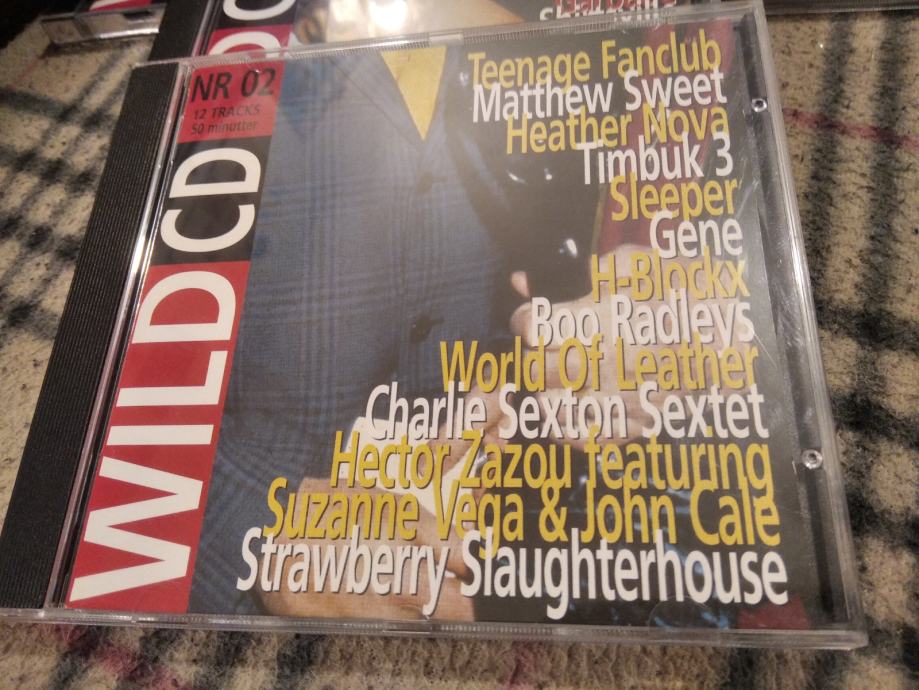 NR 02
12 TRACKS
50 minutter
WILD CD
Teenage Fanclub
Matthew Sweet
Heather Nova
Timbuk 3
Sleeper
Gene
H-Blockx
Boo Radleys
World Of Leather
Charlie Sexton Sextet
Hector Zazou featuring
Suzanne Vega & John Cale
Strawberry Slaughterhouse